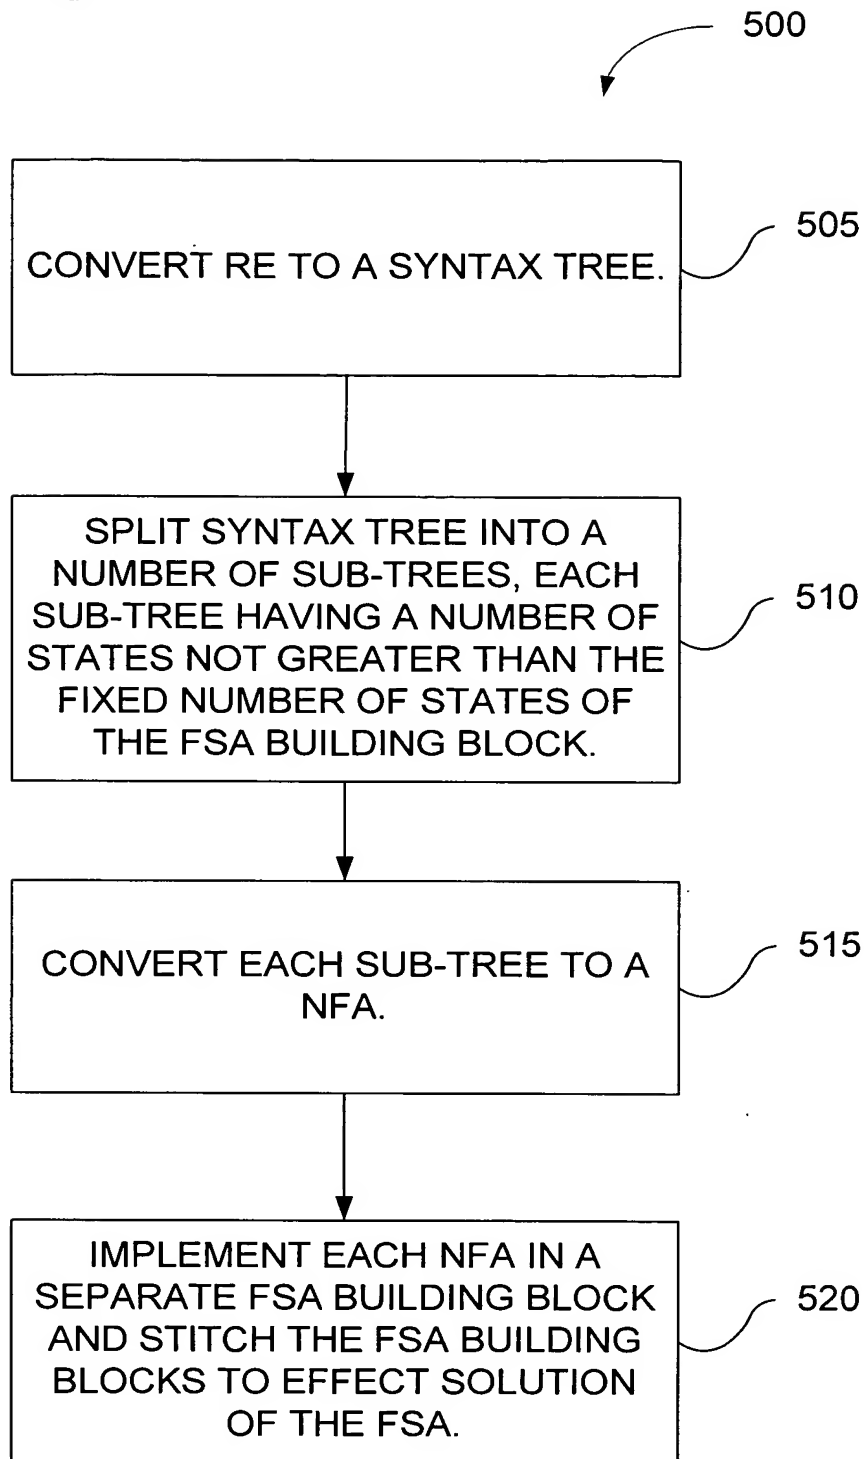 500
CONVERT RE TO A SYNTAX TREE.
505
SPLIT SYNTAX TREE INTO A
NUMBER OF SUB-TREES, EACH
SUB-TREE HAVING A NUMBER OF
STATES NOT GREATER THAN THE
FIXED NUMBER OF STATES OF
THE FSA BUILDING BLOCK.
510
CONVERT EACH SUB-TREE TO A
NFA.
515
IMPLEMENT EACH NFA IN A
SEPARATE FSA BUILDING BLOCK
AND STITCH THE FSA BUILDING
BLOCKS TO EFFECT SOLUTION
OF THE FSA.
520